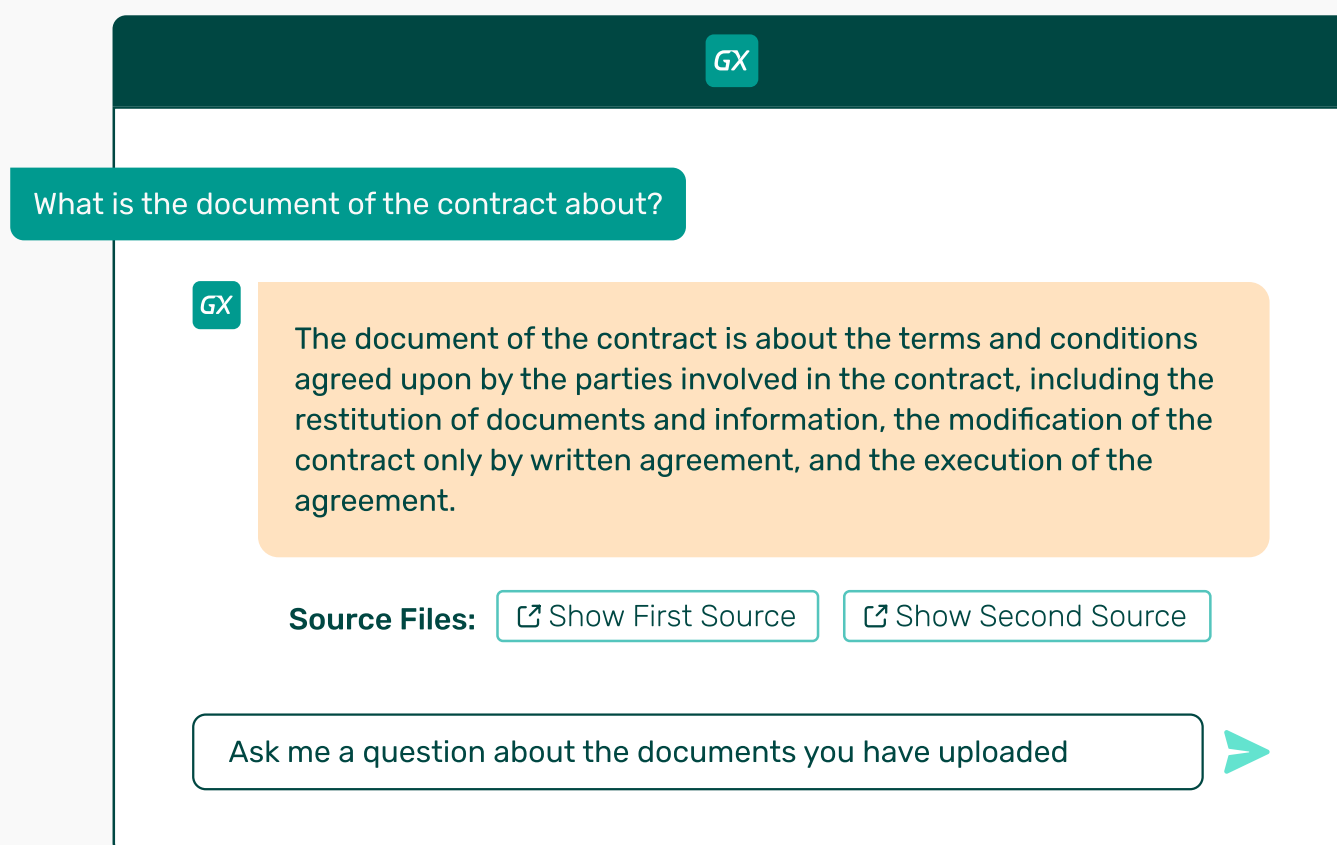 GX
What is the document of the contract about?
GX
The document of the contract is about the terms and conditions
agreed upon by the parties involved in the contract, including the
restitution of documents and information, the modification of the
contract only by written agreement, and the execution of the
agreement.
Source Files: Show First Source Show Second Source
Ask me a question about the documents you have uploaded